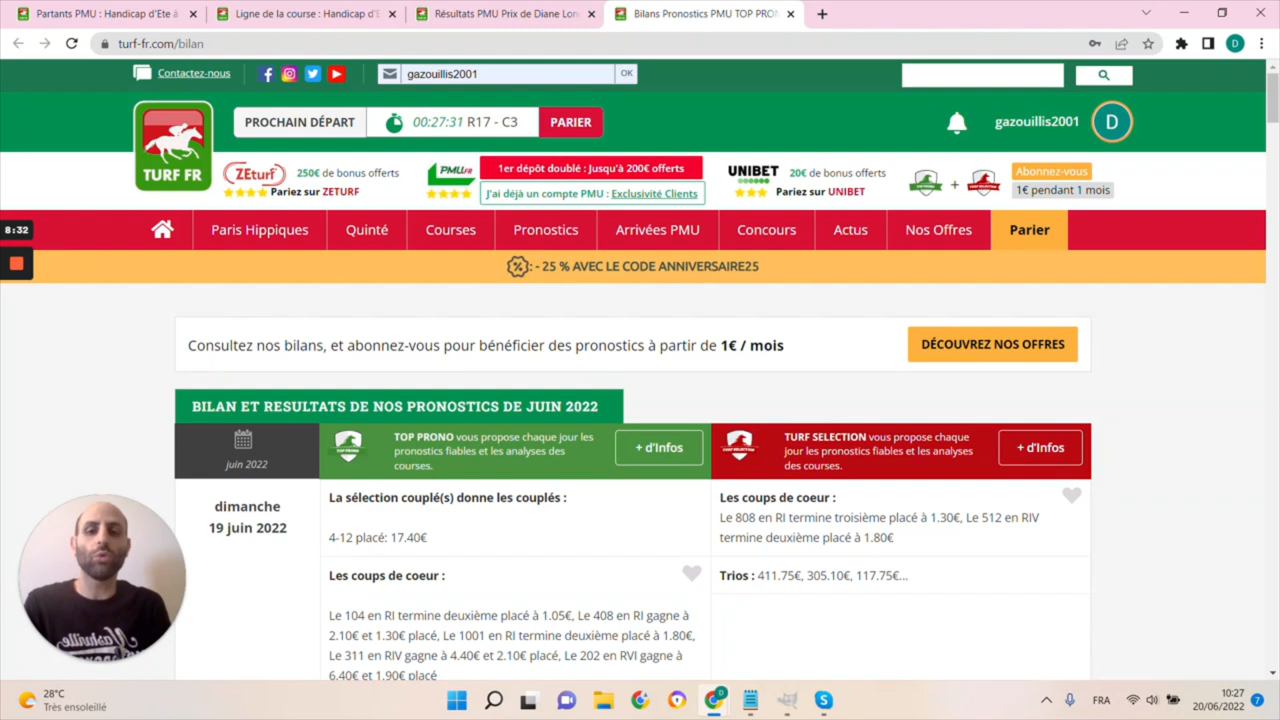 Partants PMU : Handicap d'Ete à
Ligne de la course : Handicap d'E
Résultats PMU Prix de Diane Lon
Bilans Pronostics PMU TOP PRON
turf-fr.com/bilan
D
Contactez-nous
gazouillis2001
OK
TURF FR
PROCHAIN DÉPART
00:27:31 R17 - C3
PARIER
gazouillis2001
D
ZEturf
250€ de bonus offerts
Pariez sur ZETURF
PMU.FR
1er dépôt doublé : Jusqu'à 200€ offerts
J'ai déjà un compte PMU : Exclusivité Clients
UNIBET
20€ de bonus offerts
Pariez sur UNIBET
+
Abonnez-vous
1€ pendant 1 mois
8:32
Paris Hippiques
Quinté
Courses
Pronostics
Arrivées PMU
Concours
Actus
Nos Offres
Parier
: - 25 % AVEC LE CODE ANNIVERSAIRE25
Consultez nos bilans, et abonnez-vous pour bénéficier des pronostics à partir de 1€ / mois
DÉCOUVREZ NOS OFFRES
BILAN ET RESULTATS DE NOS PRONOSTICS DE JUIN 2022
juin 2022
TOP PRONO
TOP PRONO vous propose chaque jour les
pronostics fiables et les analyses des
courses.
+ d'Infos
TURF SELECTION vous propose chaque
jour les pronostics fiables et les analyses
des courses.
+ d'Infos
dimanche
19 juin 2022
La sélection couplé(s) donne les couplés :
4-12 placé: 17.40€
Les coups de coeur :
Le 104 en RI termine deuxième placé à 1.05€, Le 408 en RI gagne à
2.10€ et 1.30€ placé, Le 1001 en RI termine deuxième placé à 1.80€,
Le 311 en RIV gagne à 4.40€ et 2.10€ placé, Le 202 en RVI gagne à
6.40€ et 1.90€ placé
Les coups de coeur :
Le 808 en RI termine troisième placé à 1.30€, Le 512 en RIV
termine deuxième placé à 1.80€
Trios : 411.75€, 305.10€, 117.75€...
28°C
Très ensoleillé
D
FRA
10:27
20/06/2022
7